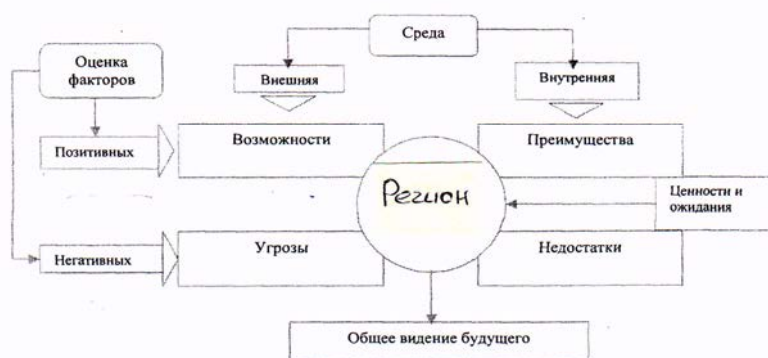 Среда
Оценка
факторов
Внешняя
Внутренняя
Возможности
Преимущества
Позитивных
Регион
Ценности и
ожидания
Угрозы
Недостатки
Негативных
Общее видение будущего